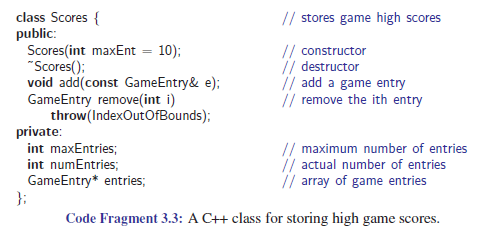 class Scores { // stores game high scores
public:
Scores(int maxEnt = 10); // constructor
~Scores(); // destructor
void add(const GameEntry& e); // add a game entry
GameEntry remove(int i) // remove the ith entry
throw(IndexOutOfBounds);
private:
int maxEntries; // maximum number of entries
int numEntries; // actual number of entries
GameEntry* entries; // array of game entries
};
Code Fragment 3.3: A C++ class for storing high game scores.